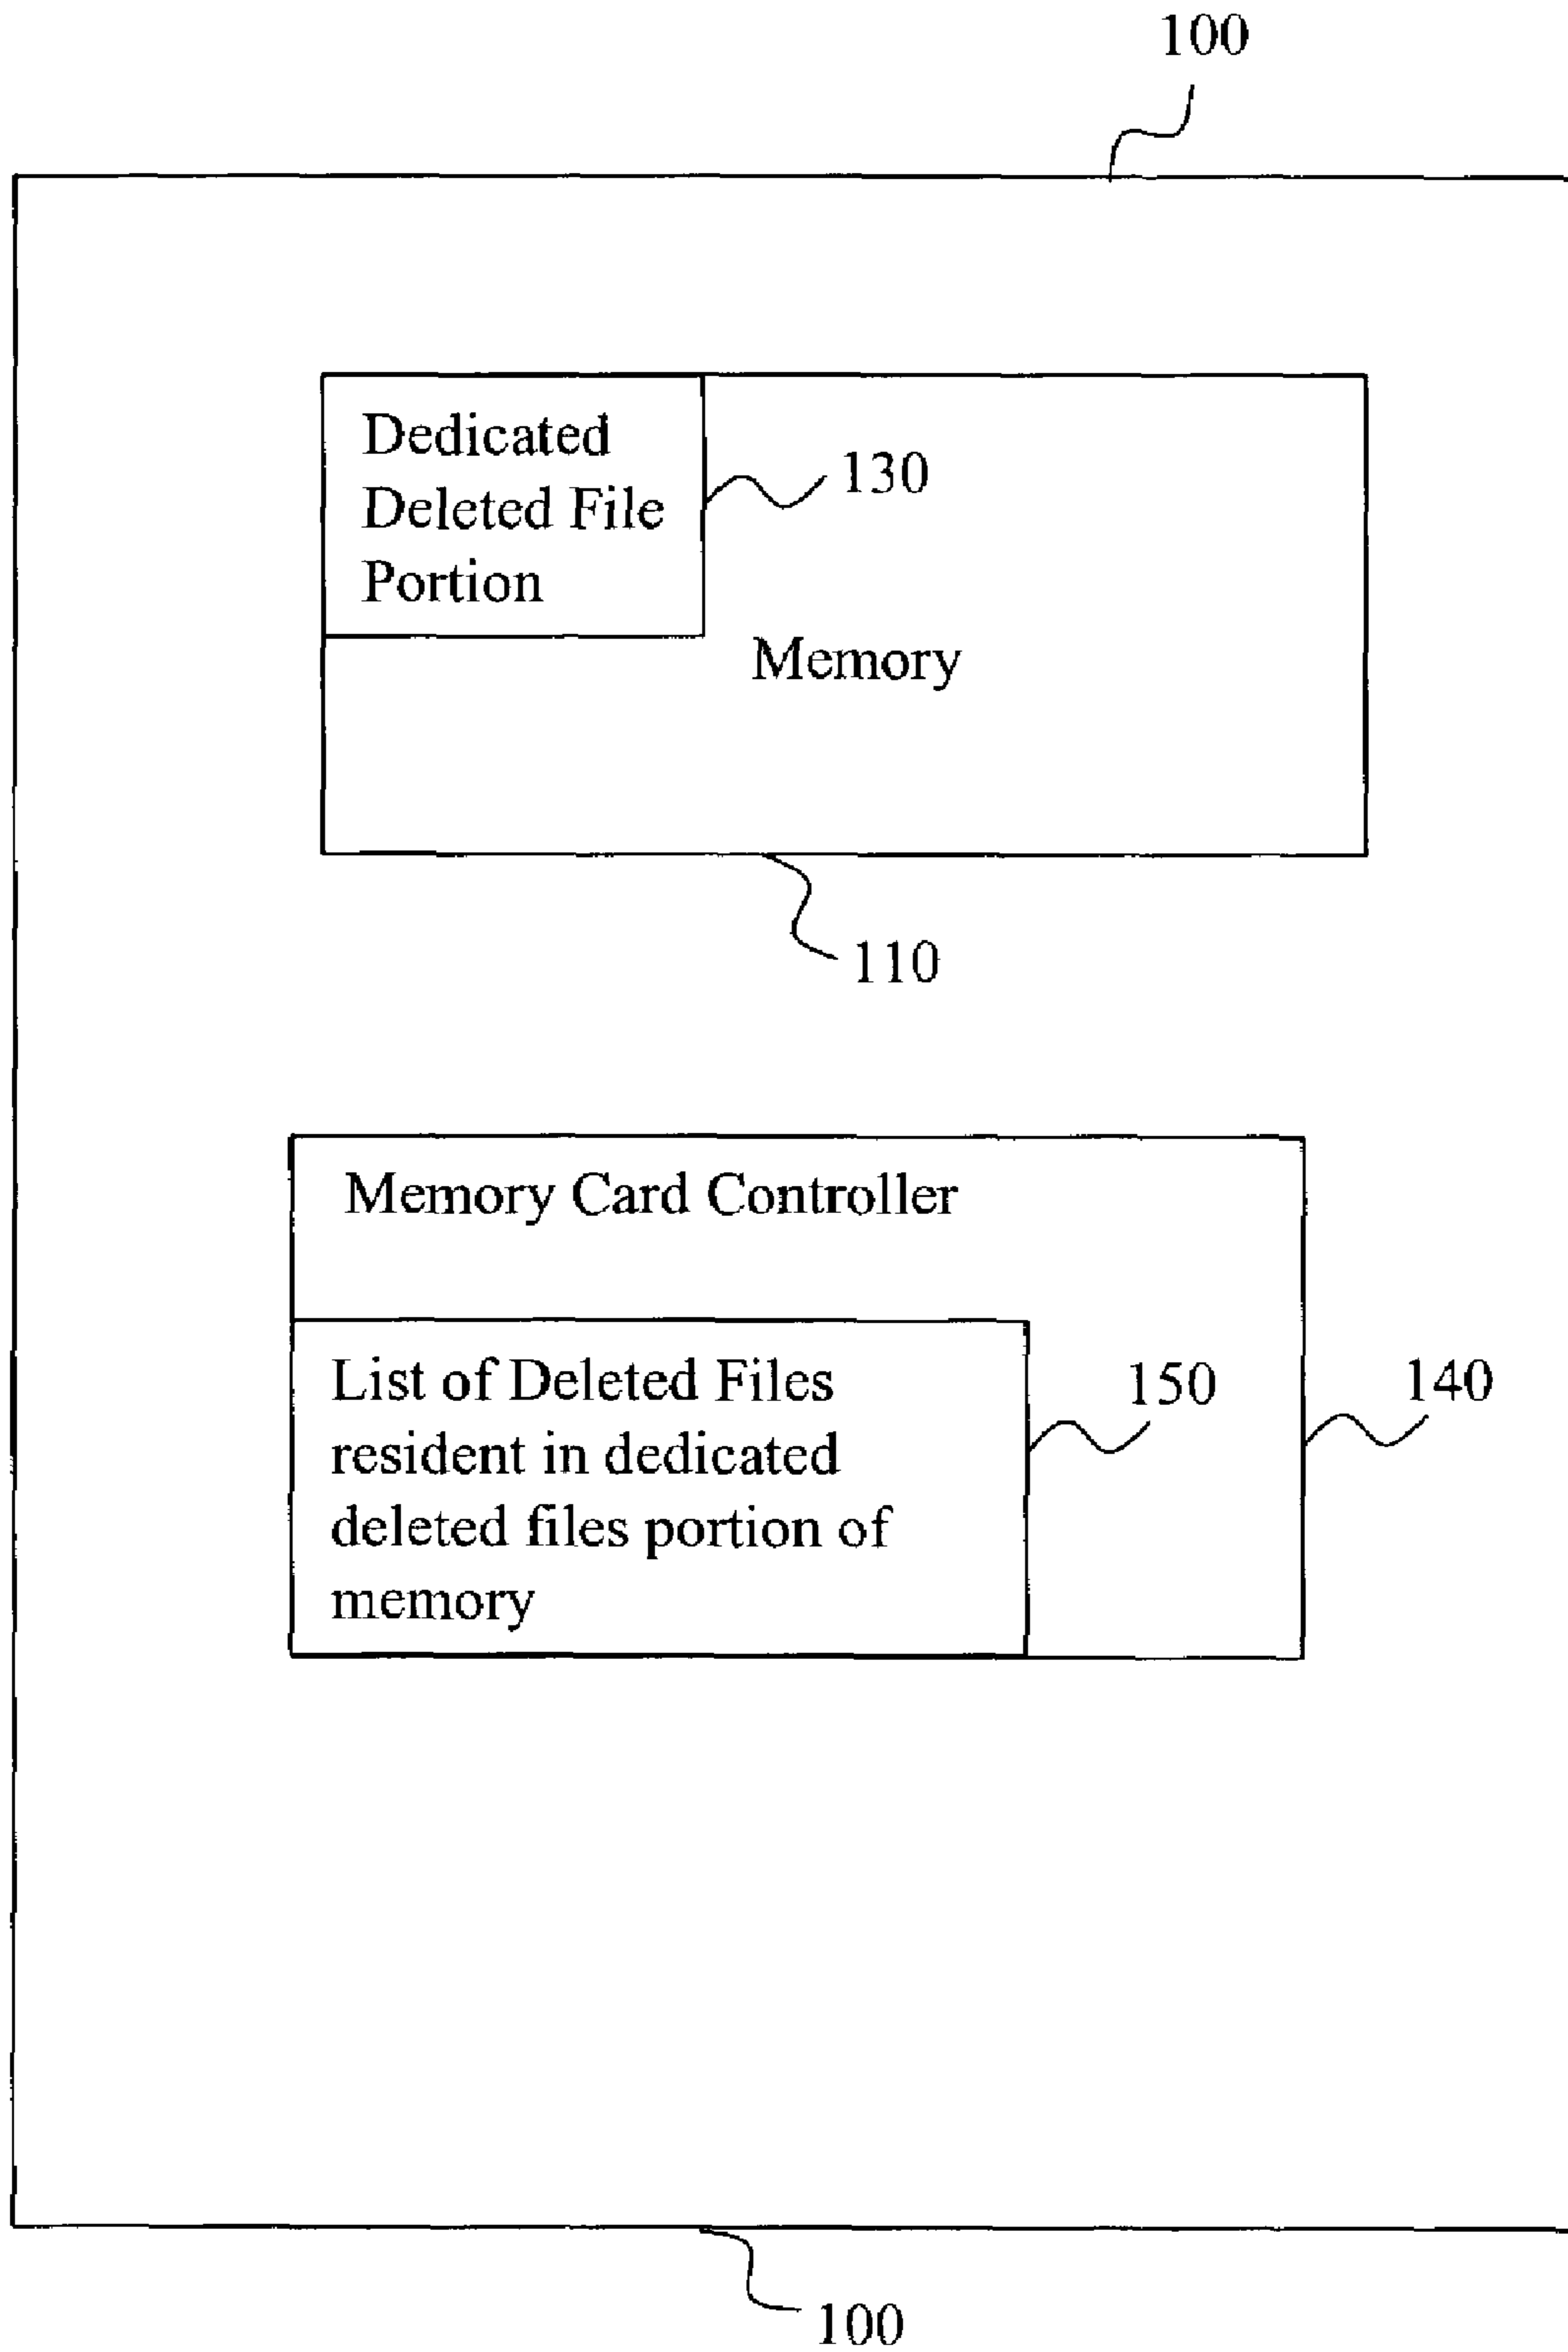 100
Dedicated
Deleted File
Portion
130
Memory
110
Memory Card Controller
List of Deleted Files
resident in dedicated
deleted files portion of
memory
150
140
100